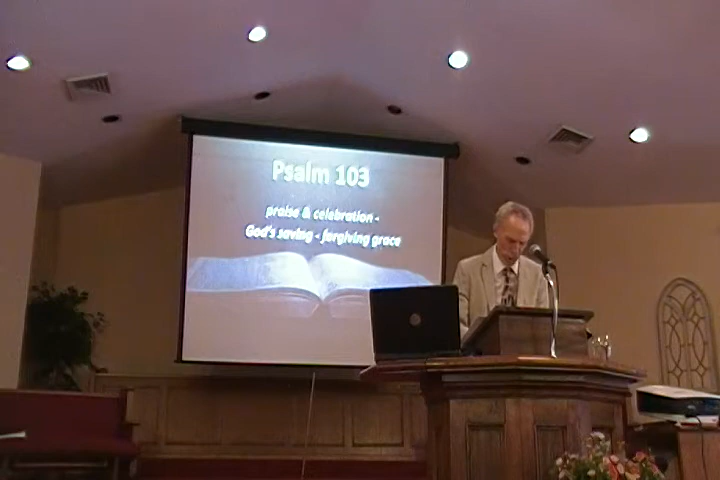 Psalm 103
praise & celebration -
God's saving - forgiving grace